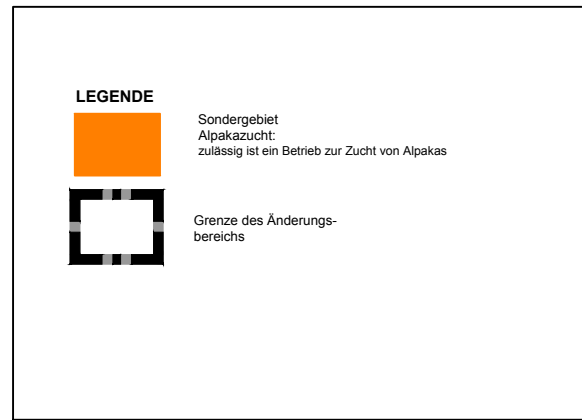 LEGENDE
Sondergebiet
Alpakazucht:
zulässig ist ein Betrieb zur Zucht von Alpakas
Grenze des Änderungs-
bereichs